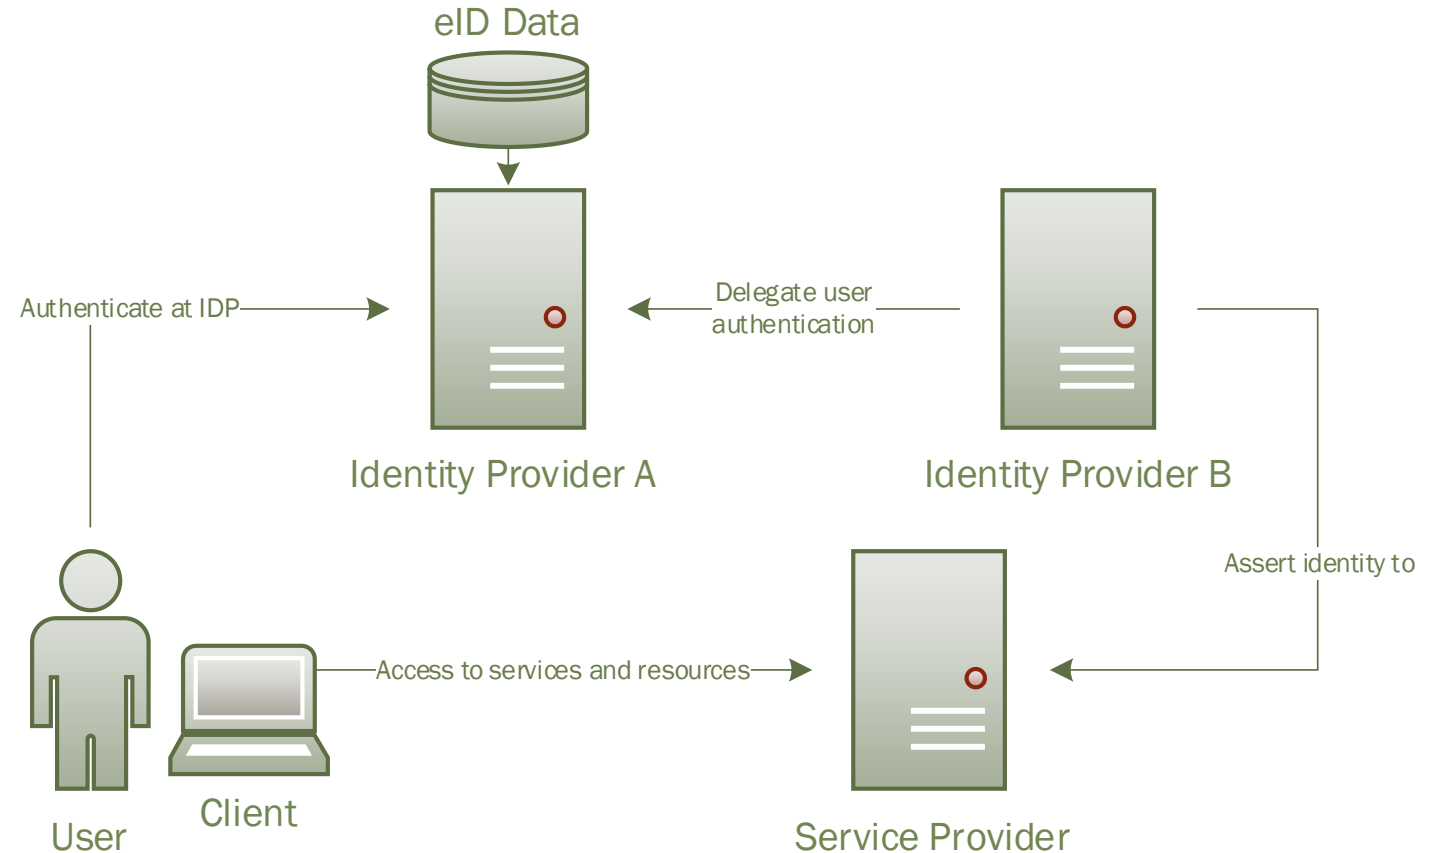 eID Data
Authenticate at IDP
Delegate user
authentication
Identity Provider A
Identity Provider B
Assert identity to
Access to services and resources
Client
User
Service Provider